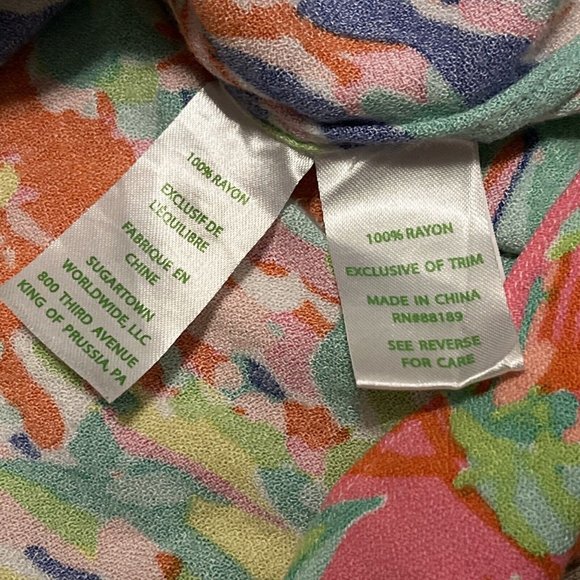 100% RAYON
EXCLUSIF DE
L'ÉQUILIBRE
FABRIQUE EN
CHINE
SUGARTOWN
WORLDWIDE, LLC
800 THIRD AVENUE
KING OF PRUSSIA, PA
100% RAYON
EXCLUSIVE OF TRIM
MADE IN CHINA
RN#88189
SEE REVERSE
FOR CARE